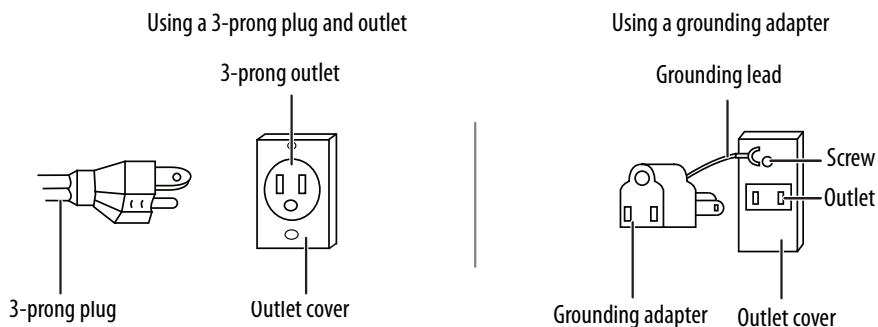 Using a 3-prong plug and outlet
3-prong outlet
3-prong plug
Outlet cover
Using a grounding adapter
Grounding lead
Screw
Outlet
Grounding adapter
Outlet cover